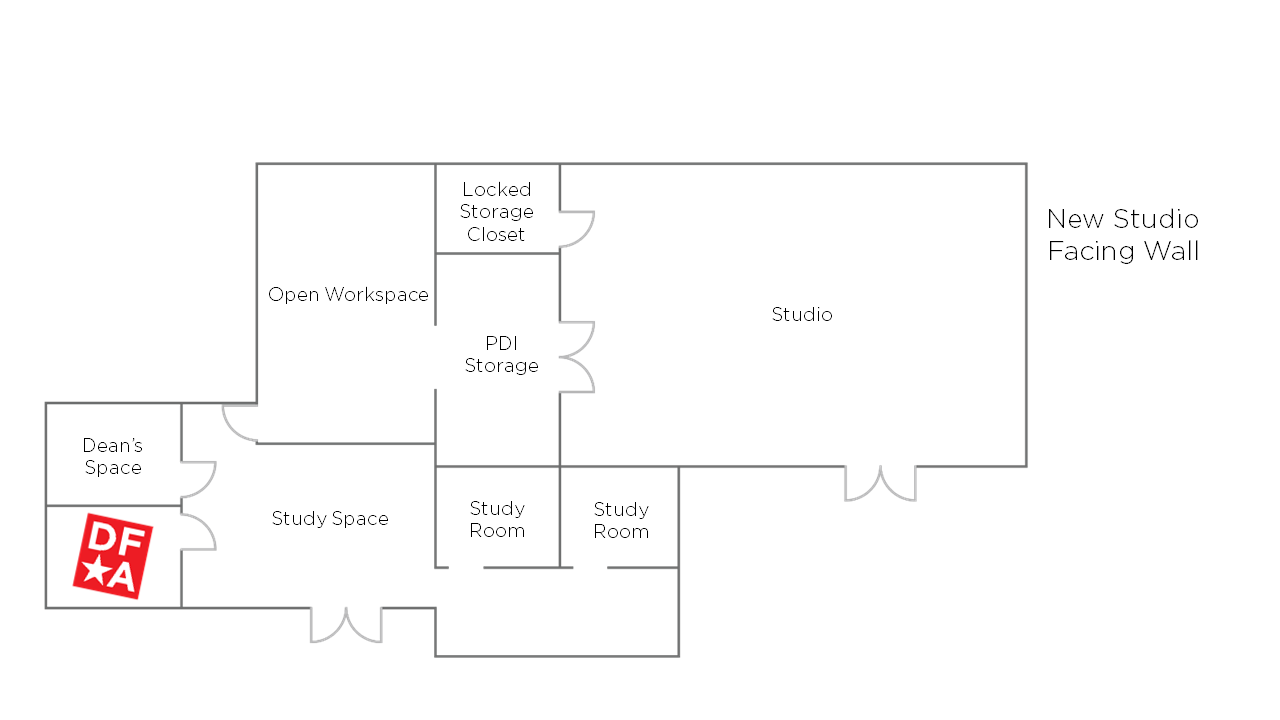 Locked
Storage
Closet
New Studio
Facing Wall
Open Workspace
Studio
PDI
Storage
Dean's
Space
Study Space
Study
Room
Study
Room
DF
★A